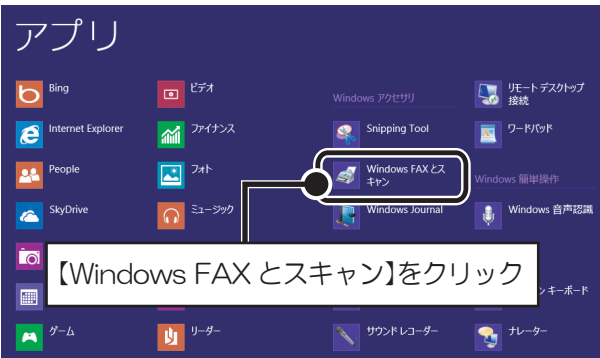 アプリ
Bing
Internet Explorer
People
SkyDrive
ゲーム
ビデオ
ファイナンス
フォト
ミュージック
リーダー
Windows アクセサリ
Snipping Tool
Windows FAX とス
キャン
Windows Journal
サウンド レコーダー
リモート デスクトップ
接続
ワードパッド
Windows 簡単操作
Windows 音声認識
ン キーボード
ナレーター
【Windows FAX とスキャン】をクリック